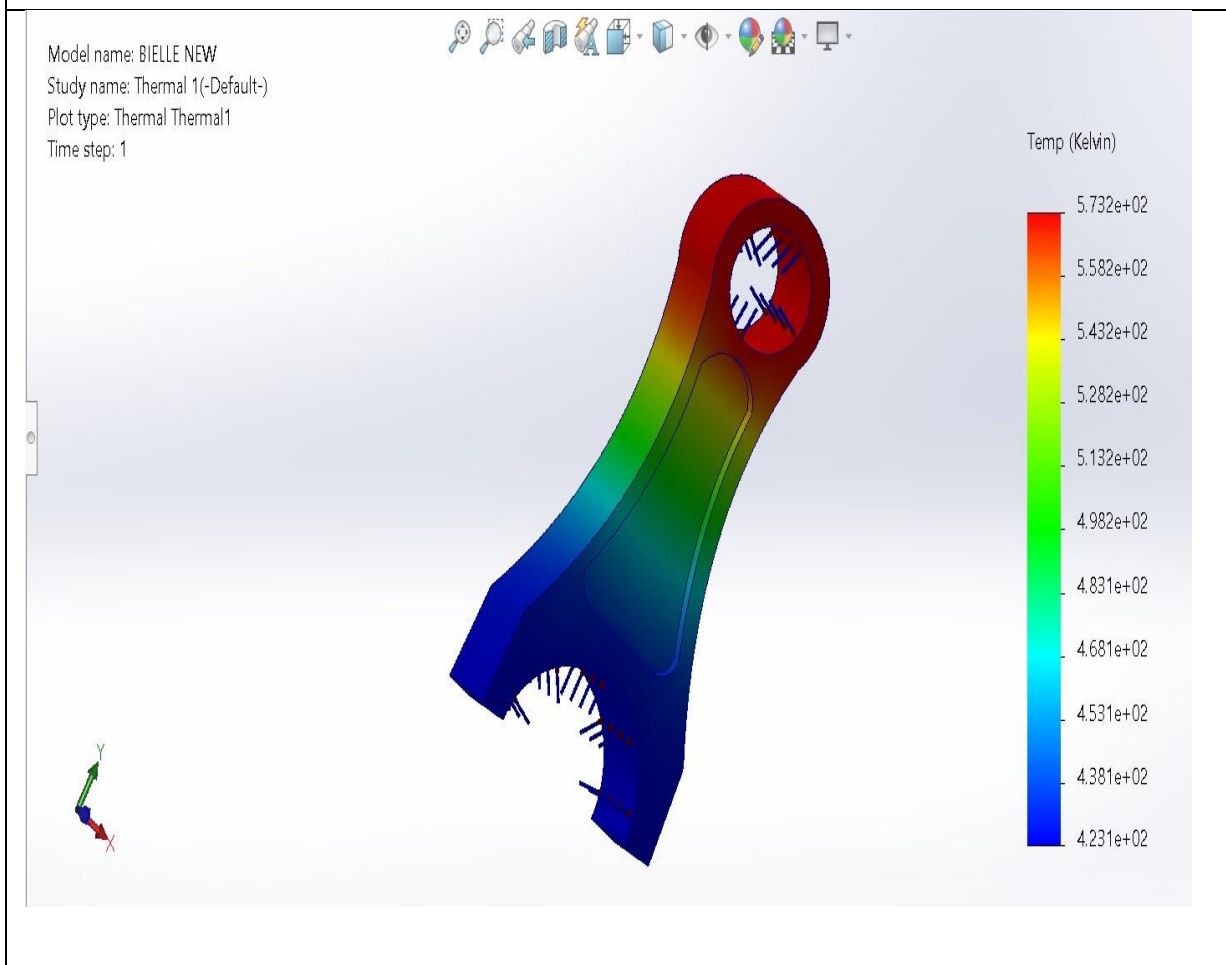 Model name: BIELLE NEW
Study name: Thermal 1(-Default-)
Plot type: Thermal Thermal1
Time step: 1
Temp (Kelvin)
5.732e+02
5.582e+02
5.432e+02
5.282e+02
5.132e+02
4.982e+02
4.831e+02
4.681e+02
4.531e+02
4.381e+02
4.231e+02
Y
X